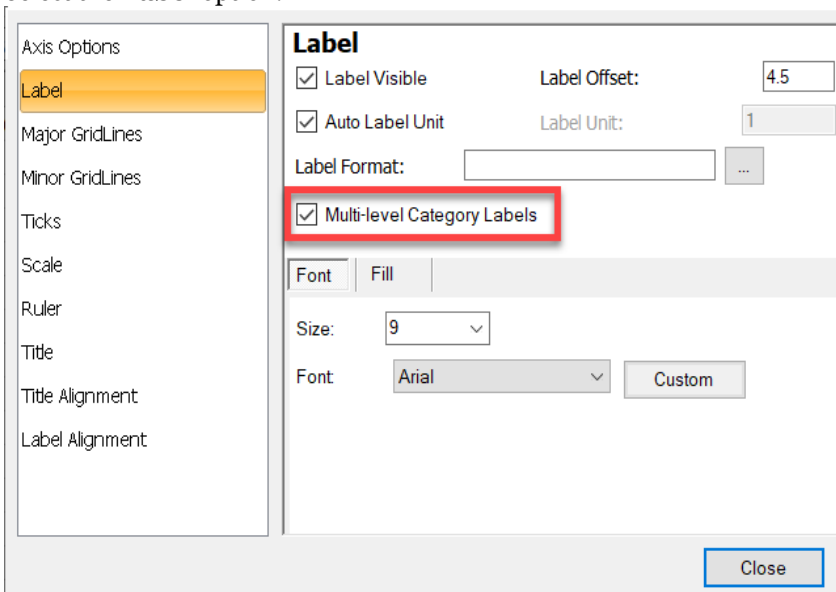 Axis Options
Label
Major GridLines
Minor GridLines
Ticks
Scale
Ruler
Title
Title Alignment
Label Alignment
Label
Label Visible Label Offset: 4.5
Auto Label Unit Label Unit: 1
Label Format: ...
Multi-level Category Labels
Font Fill
Size: 9
Font Arial Custom
Close